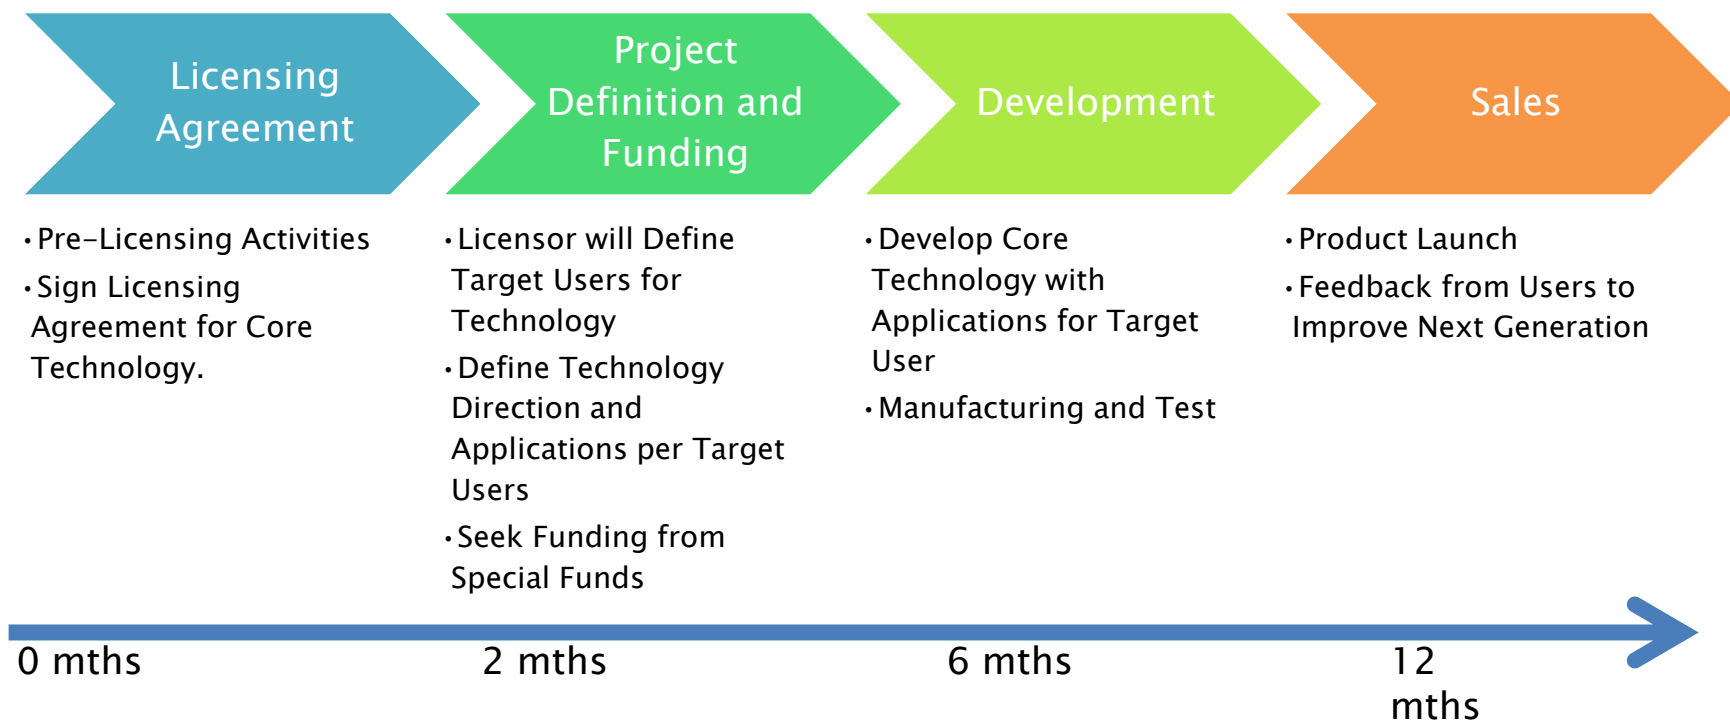 Licensing
Agreement
Project
Definition and
Funding
Development
Sales
·Pre-Licensing Activities
·Sign Licensing
Agreement for Core
Technology.
·Licensor will Define
Target Users for
Technology
·Define Technology
Direction and
Applications per Target
Users
·Seek Funding from
Special Funds
·Develop Core
Technology with
Applications for Target
User
·Manufacturing and Test
·Product Launch
·Feedback from Users to
Improve Next Generation
0 mths
2 mths
6 mths
12
mths